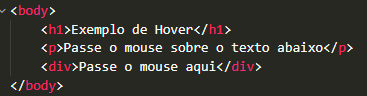 <body>
<h1>Exemplo de Hover</h1>
<p>Passe o mouse sobre o texto abaixo</p>
<div>Passe o mouse aqui</div>
</body>